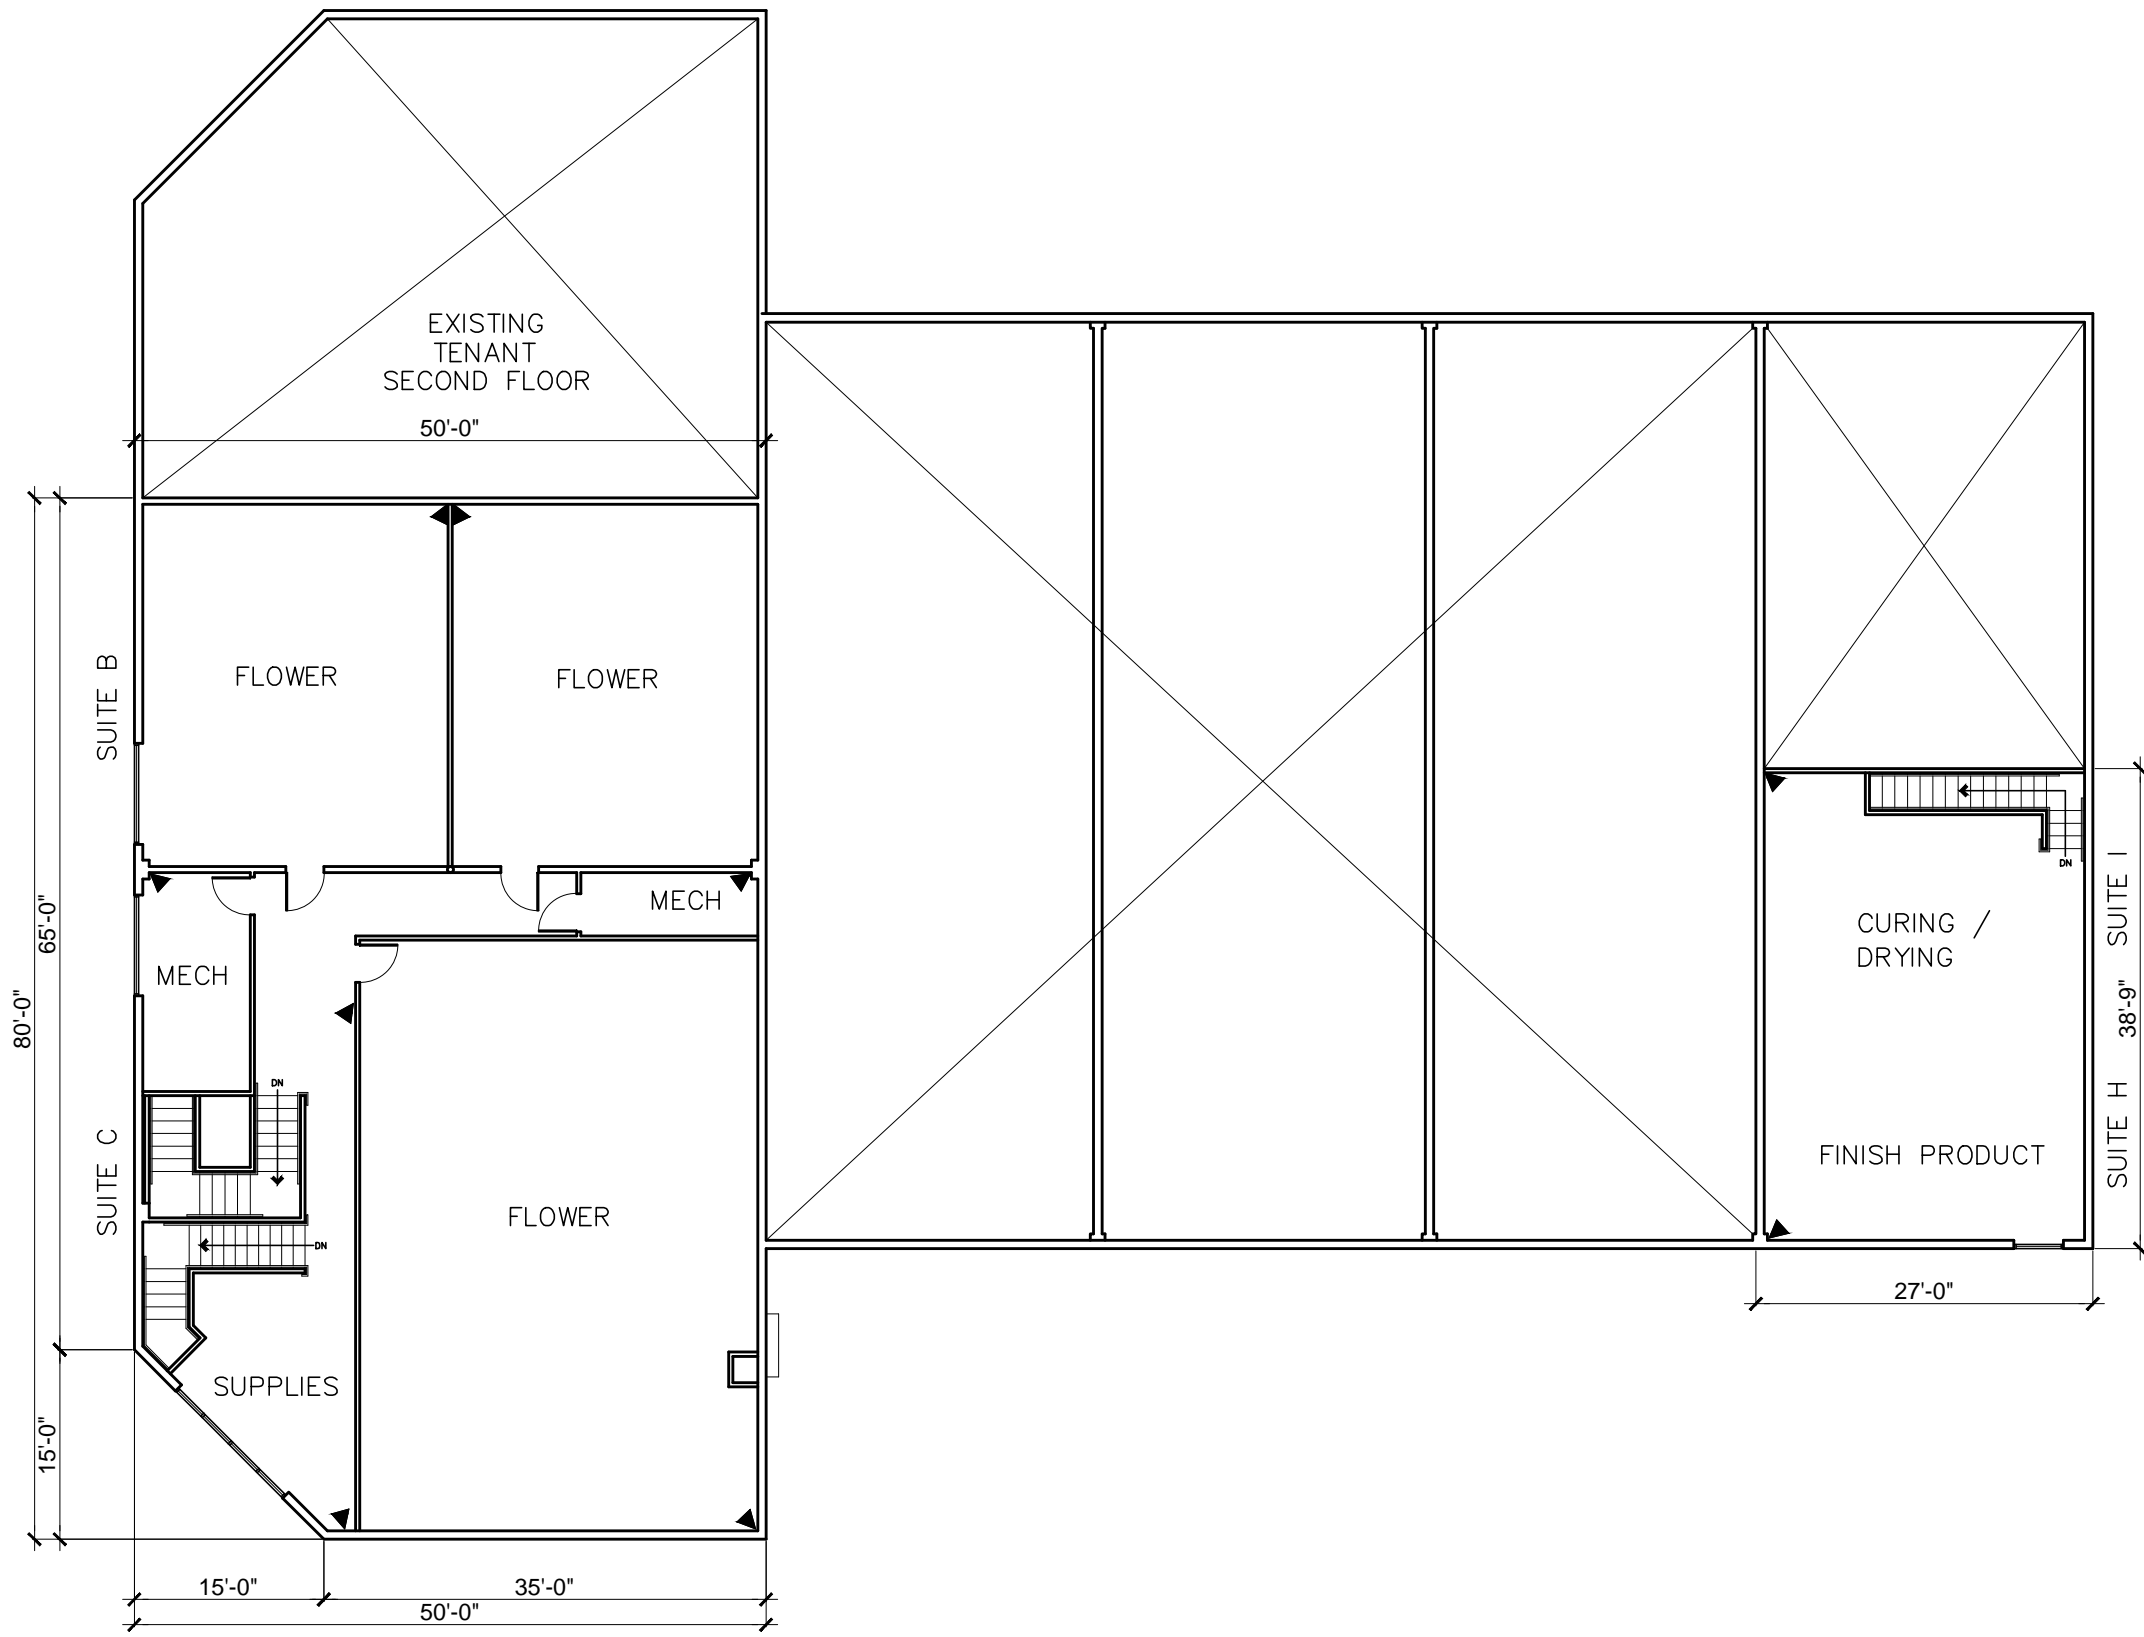 EXISTING
TENANT
SECOND FLOOR
50'-0"
SUITE B
FLOWER
FLOWER
MECH
MECH
65'-0"
80'-0"
DN
SUITE C
DN
FLOWER
SUPPLIES
15'-0"
15'-0"
35'-0"
50'-0"
DN
SUITE I
CURING /
DRYING
38'-9"
FINISH PRODUCT
SUITE H
27'-0"